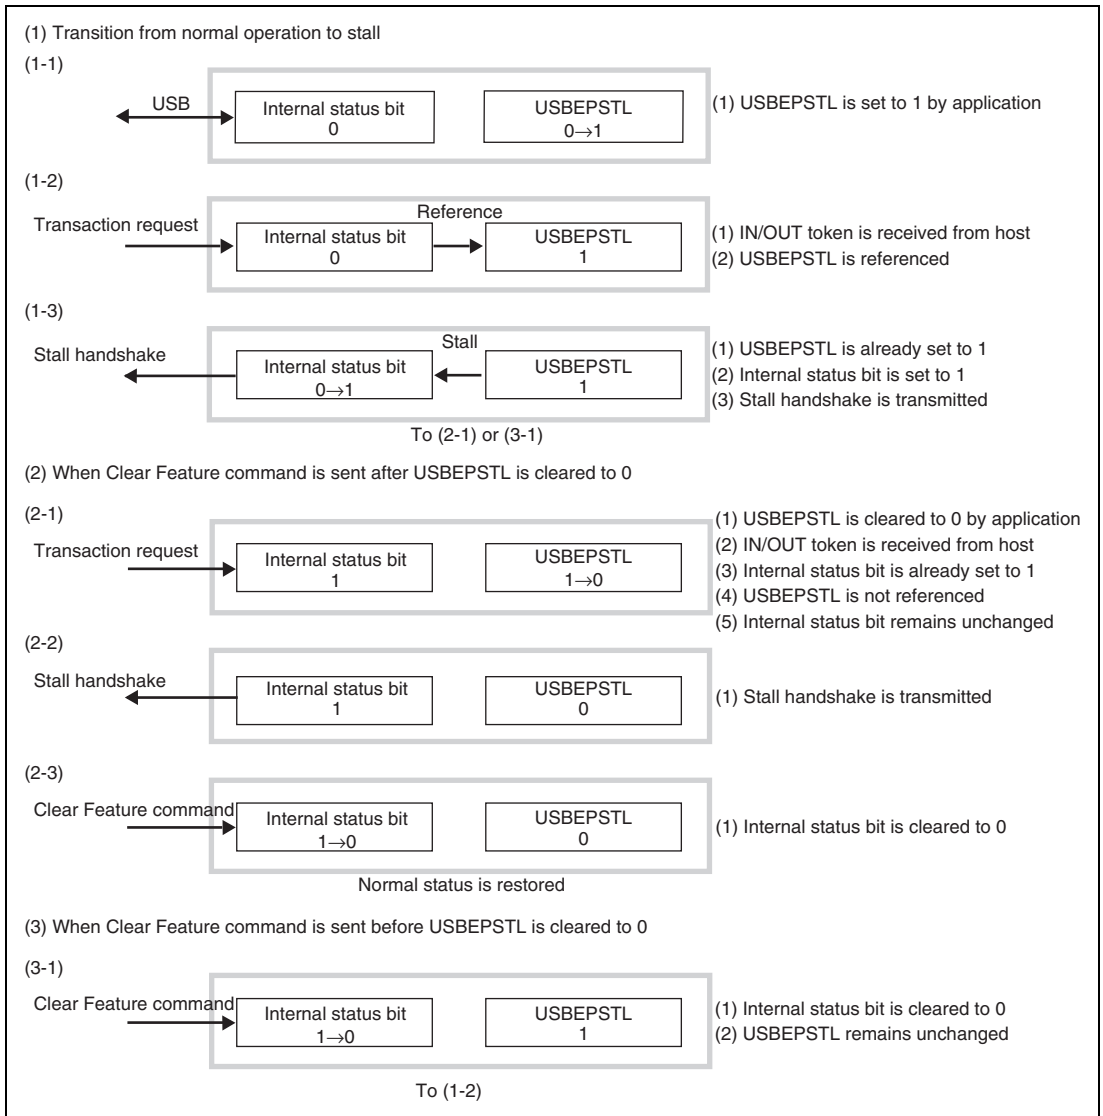 (1) Transition from normal operation to stall
(1-1)
USB
Internal status bit
0
USBEPSTL
0→1
(1) USBEPSTL is set to 1 by application
(1-2)
Transaction request
Reference
Internal status bit
0
USBEPSTL
1
(1) IN/OUT token is received from host
(2) USBEPSTL is referenced
(1-3)
Stall handshake
Stall
Internal status bit
0→1
USBEPSTL
1
(1) USBEPSTL is already set to 1
(2) Internal status bit is set to 1
(3) Stall handshake is transmitted
To (2-1) or (3-1)
(2) When Clear Feature command is sent after USBEPSTL is cleared to 0
(2-1)
Transaction request
Internal status bit
1
USBEPSTL
1→0
(1) USBEPSTL is cleared to 0 by application
(2) IN/OUT token is received from host
(3) Internal status bit is already set to 1
(4) USBEPSTL is not referenced
(5) Internal status bit remains unchanged
(2-2)
Stall handshake
Internal status bit
1
USBEPSTL
0
(1) Stall handshake is transmitted
(2-3)
Clear Feature command
Internal status bit
1→0
USBEPSTL
0
(1) Internal status bit is cleared to 0
Normal status is restored
(3) When Clear Feature command is sent before USBEPSTL is cleared to 0
(3-1)
Clear Feature command
Internal status bit
1→0
USBEPSTL
1
(1) Internal status bit is cleared to 0
(2) USBEPSTL remains unchanged
To (1-2)